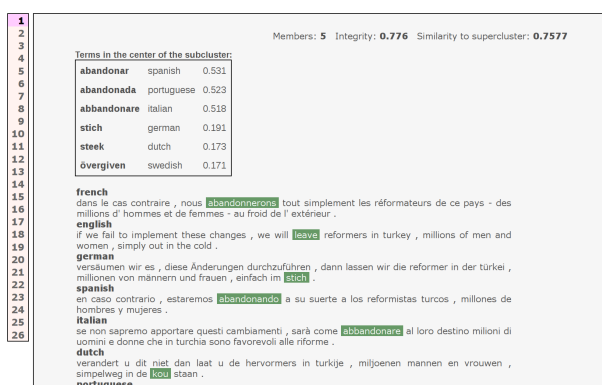 1
2
3
4
5
6
7
8
9
10
11
12
13
14
15
16
17
18
19
20
21
22
23
24
25
26
Members: 5 Integrity: 0.776 Similarity to supercluster: 0.7577
Terms in the center of the subcluster:
abandonar spanish 0.531
abandonada portuguese 0.523
abbandonare italian 0.518
stich german 0.191
steek dutch 0.173
övergiven swedish 0.171
french
dans le cas contraire , nous abandonnerons tout simplement les réformateurs de ce pays - des
millions d' hommes et de femmes - au froid de l' extérieur .
english
if we fail to implement these changes , we will leave reformers in turkey , millions of men and
women , simply out in the cold .
german
versäumen wir es , diese Änderungen durchzuführen , dann lassen wir die reformer in der türkei ,
millionen von männern und frauen , einfach im stich .
spanish
en caso contrario , estaremos abandonando a su suerte a los reformistas turcos , millones de
hombres y mujeres .
italian
se non sapremo apportare questi cambiamenti , sarà come abbandonare al loro destino milioni di
uomini e donne che in turchia sono favorevoli alle riforme .
dutch
verandert u dit niet dan laat u de hervormers in turkije , miljoenen mannen en vrouwen ,
simpelweg in de kou staan .
portuguese